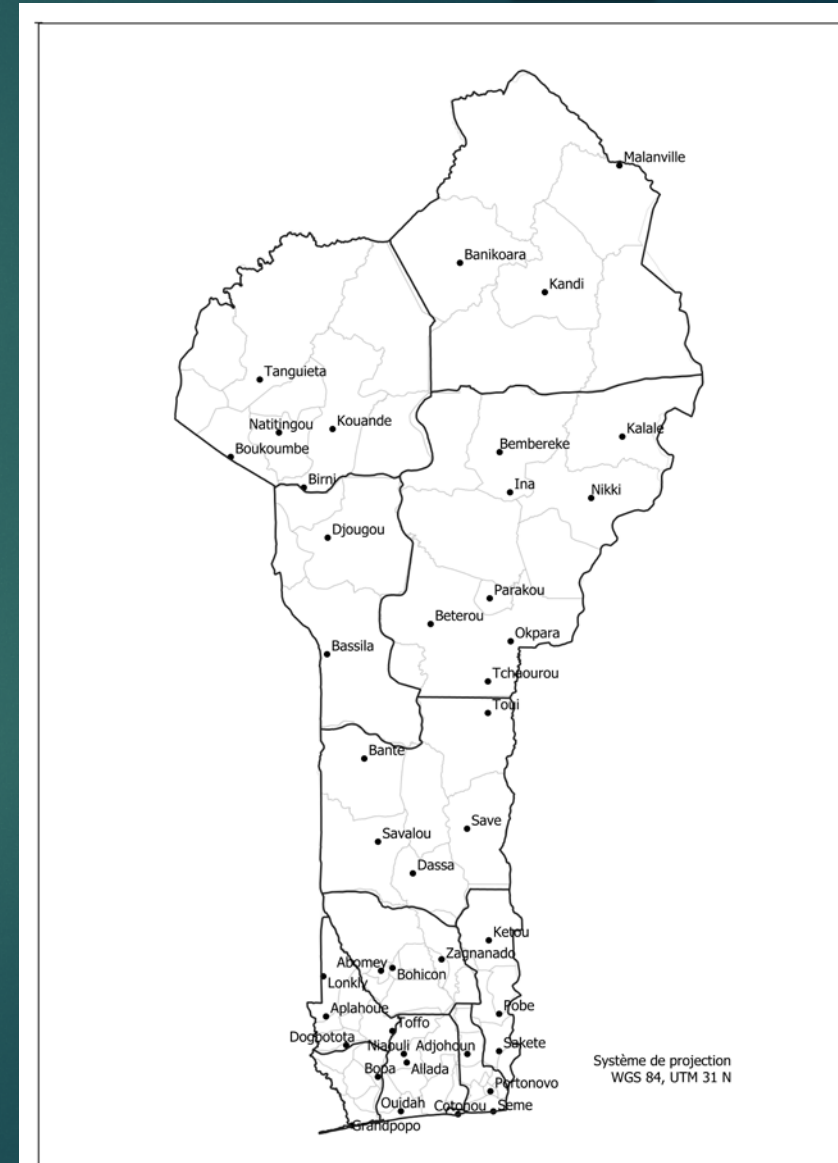 Malanville
Banikoara
Kandi
Tanguieta
Natitingou
Kouande
Kalale
Boukoumbe
Bembereke
Birni
Ina
Nikki
Djougou
Parakou
Beterou
Okpara
Bassila
Tchaourou
Toui
Bante
Save
Savalou
Dassa
Ketou
Zagnanado
Abomey
Bohicon
Lonkly
Aplahoue
Pobe
Toffo
Dogbotota
Niaouli
Adjohoun
Sakete
Bopa
Allada
Système de projection
WGS 84, UTM 31 N
Portonovo
Ouidah
Cotonou
Seme
Grandpopo